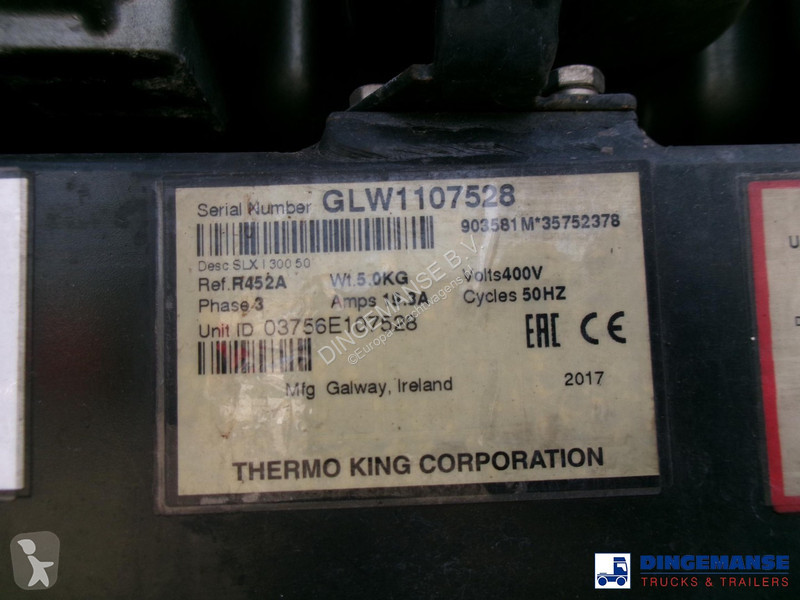 Serial Number GLW1107528
903581M*35752378
Desc SLX I 300 50
Ref. R452A Wt. 5.0KG Volts400V
Phase 3 Amps Cycles 50HZ
Unit ID 03756E107528
EAC CE
Mfg Galway, Ireland 2017
THERMO KING CORPORATION
DINGEMANSE B.V.
DINGEMANSE
TRUCKS & TRAILERS